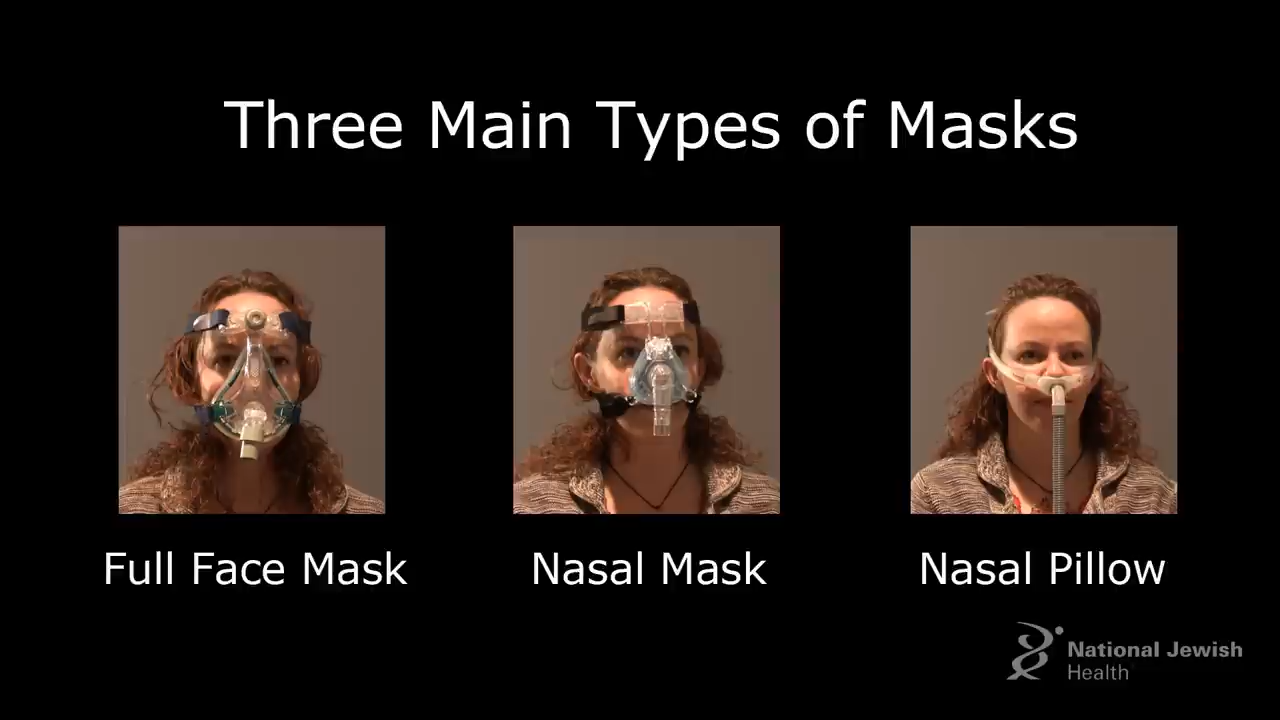 Three Main Types of Masks
Full Face Mask
Nasal Mask
Nasal Pillow
National Jewish
Health